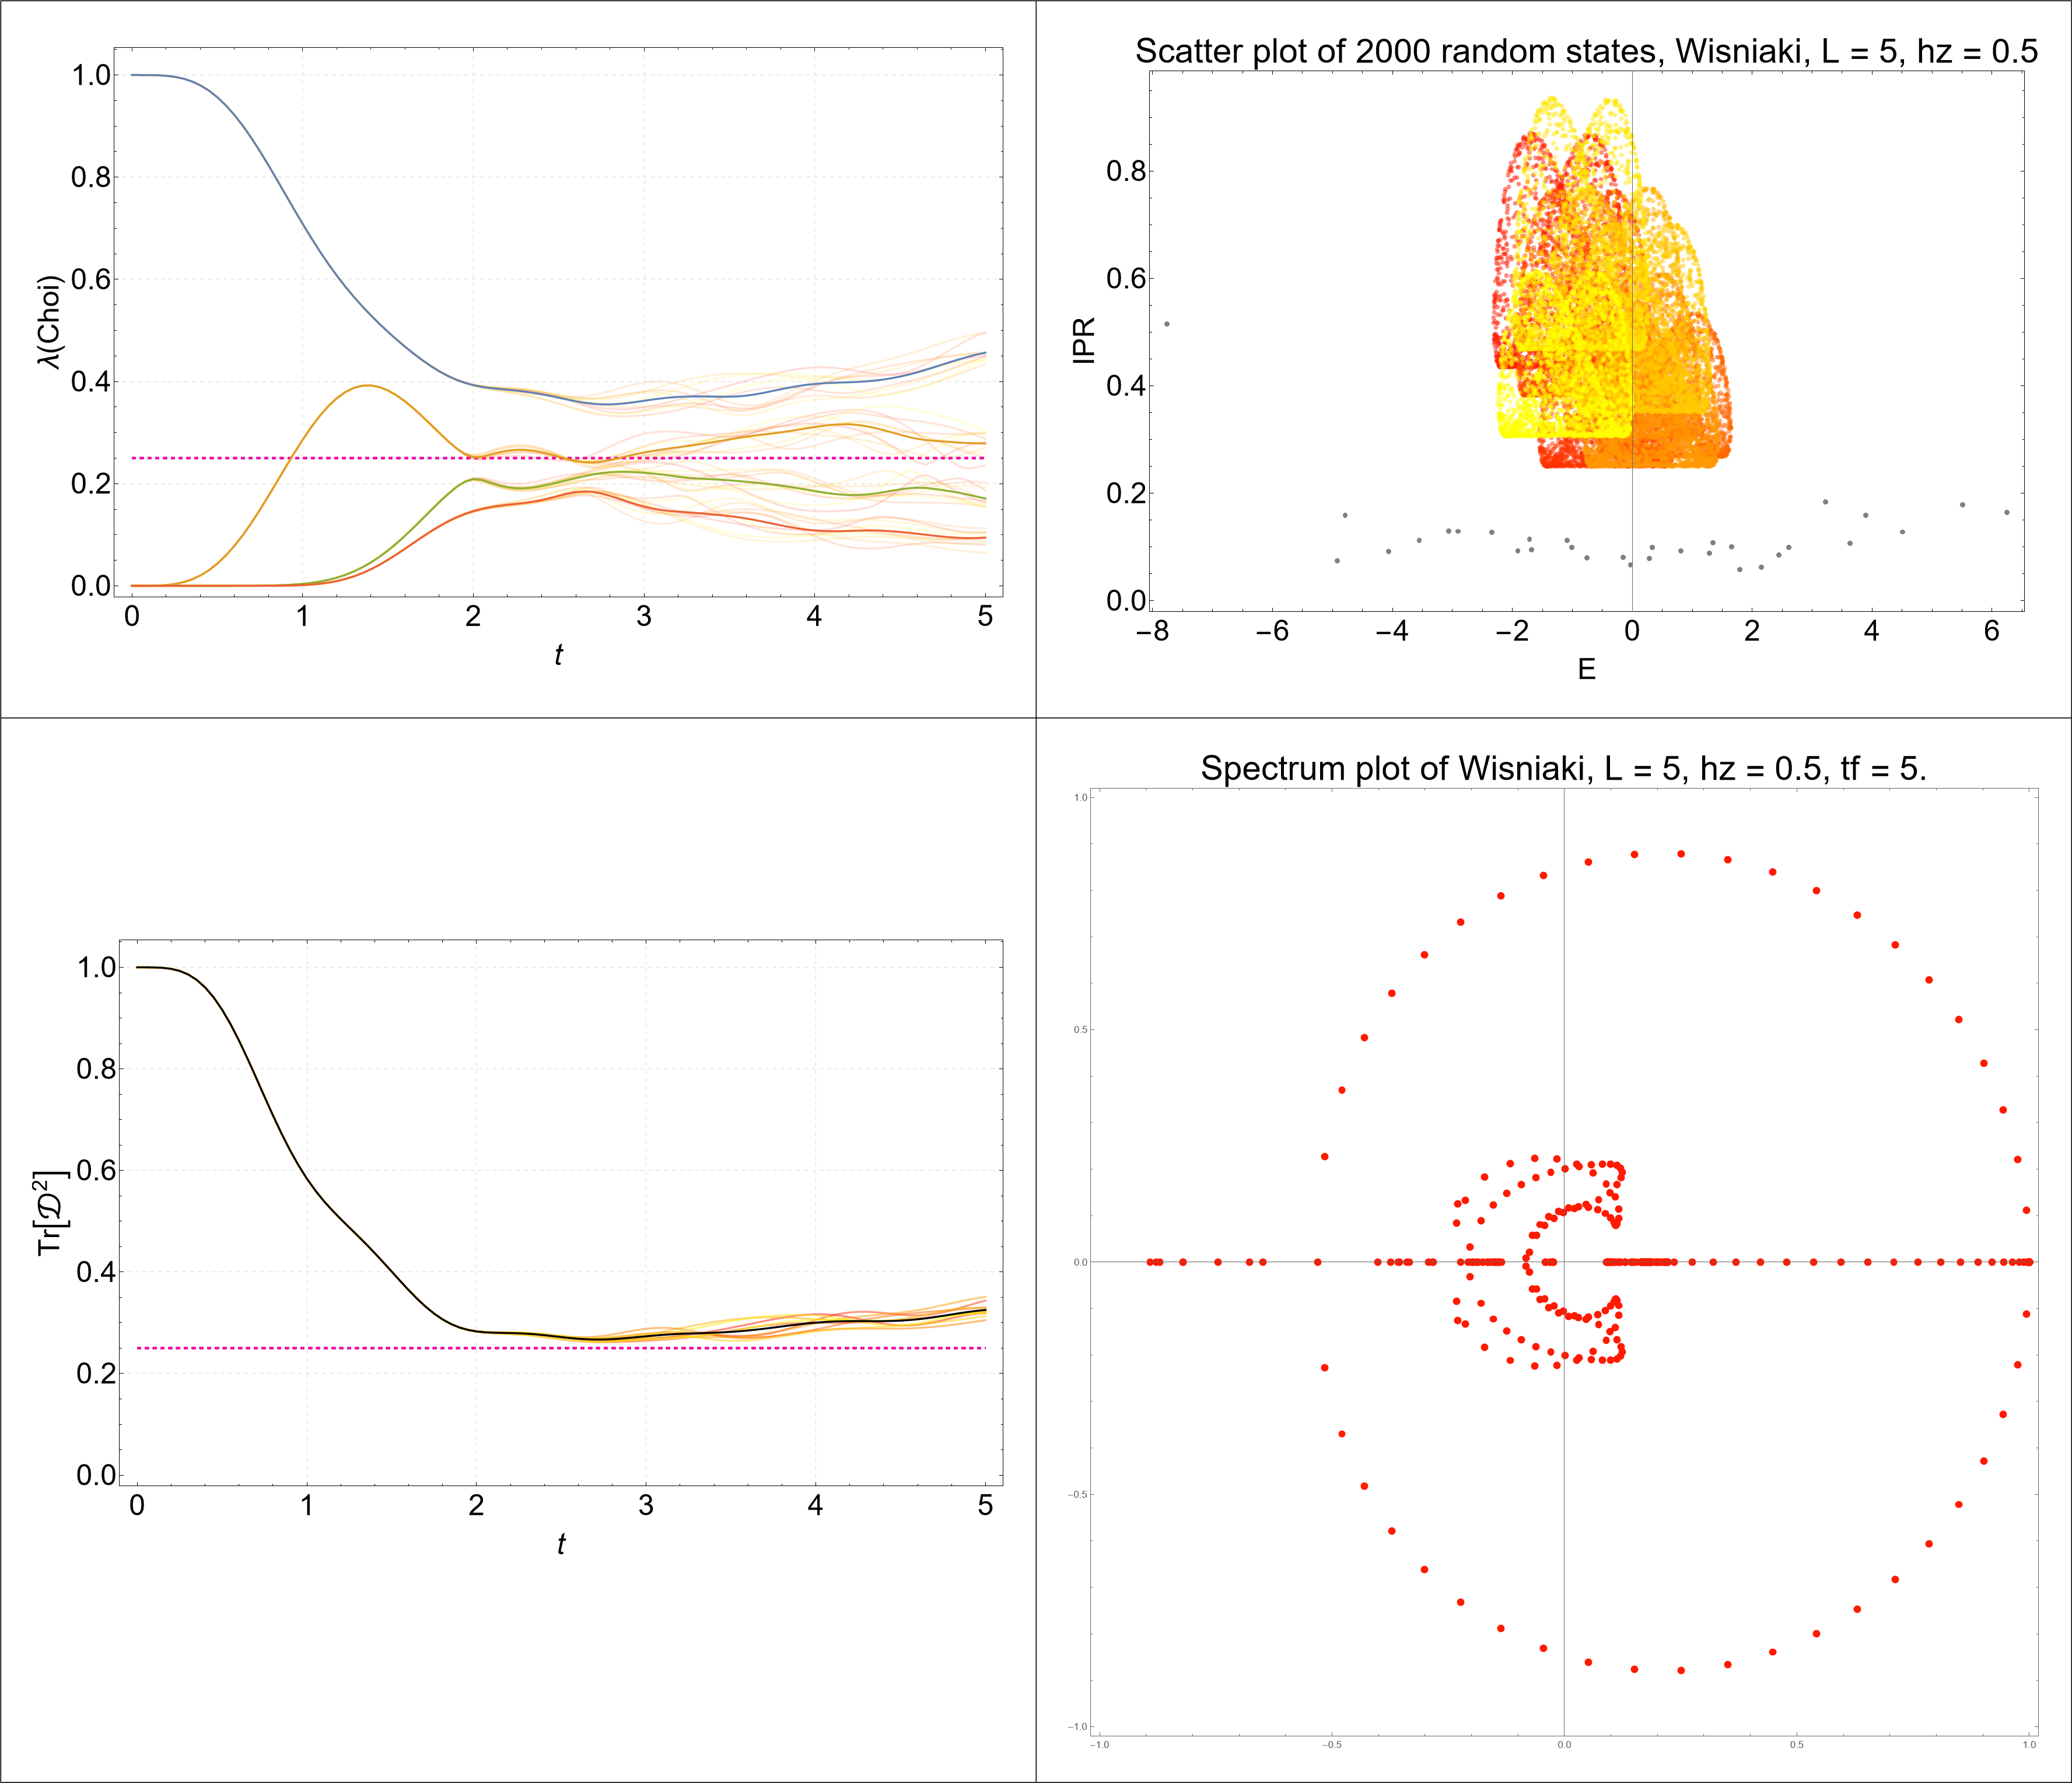 1.0
0.8
0.6
0.4
0.2
0.0
λ(Choi)
0 1 2 3 4 5
t
Scatter plot of 2000 random states, Wisniaki, L = 5, hz = 0.5
0.8
0.6
0.4
0.2
0.0
IPR
−8 −6 −4 −2 0 2 4 6
E
1.0
0.8
0.6
0.4
0.2
0.0
Tr[𝒟²]
0 1 2 3 4 5
t
Spectrum plot of Wisniaki, L = 5, hz = 0.5, tf = 5.
1.0
0.5
0.0
−0.5
−1.0
−1.0 −0.5 0.0 0.5 1.0